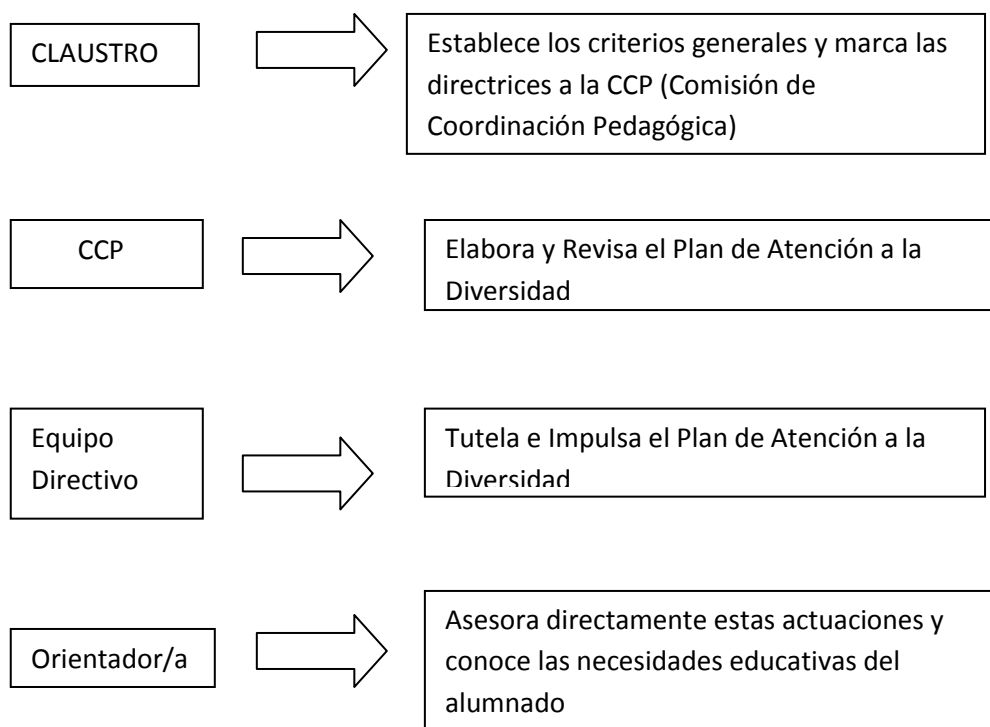 CLAUSTRO
Establece los criterios generales y marca las
directrices a la CCP (Comisión de
Coordinación Pedagógica)
CCP
Elabora y Revisa el Plan de Atención a la
Diversidad
Equipo
Directivo
Tutela e Impulsa el Plan de Atención a la
Diversidad
Orientador/a
Asesora directamente estas actuaciones y
conoce las necesidades educativas del
alumnado